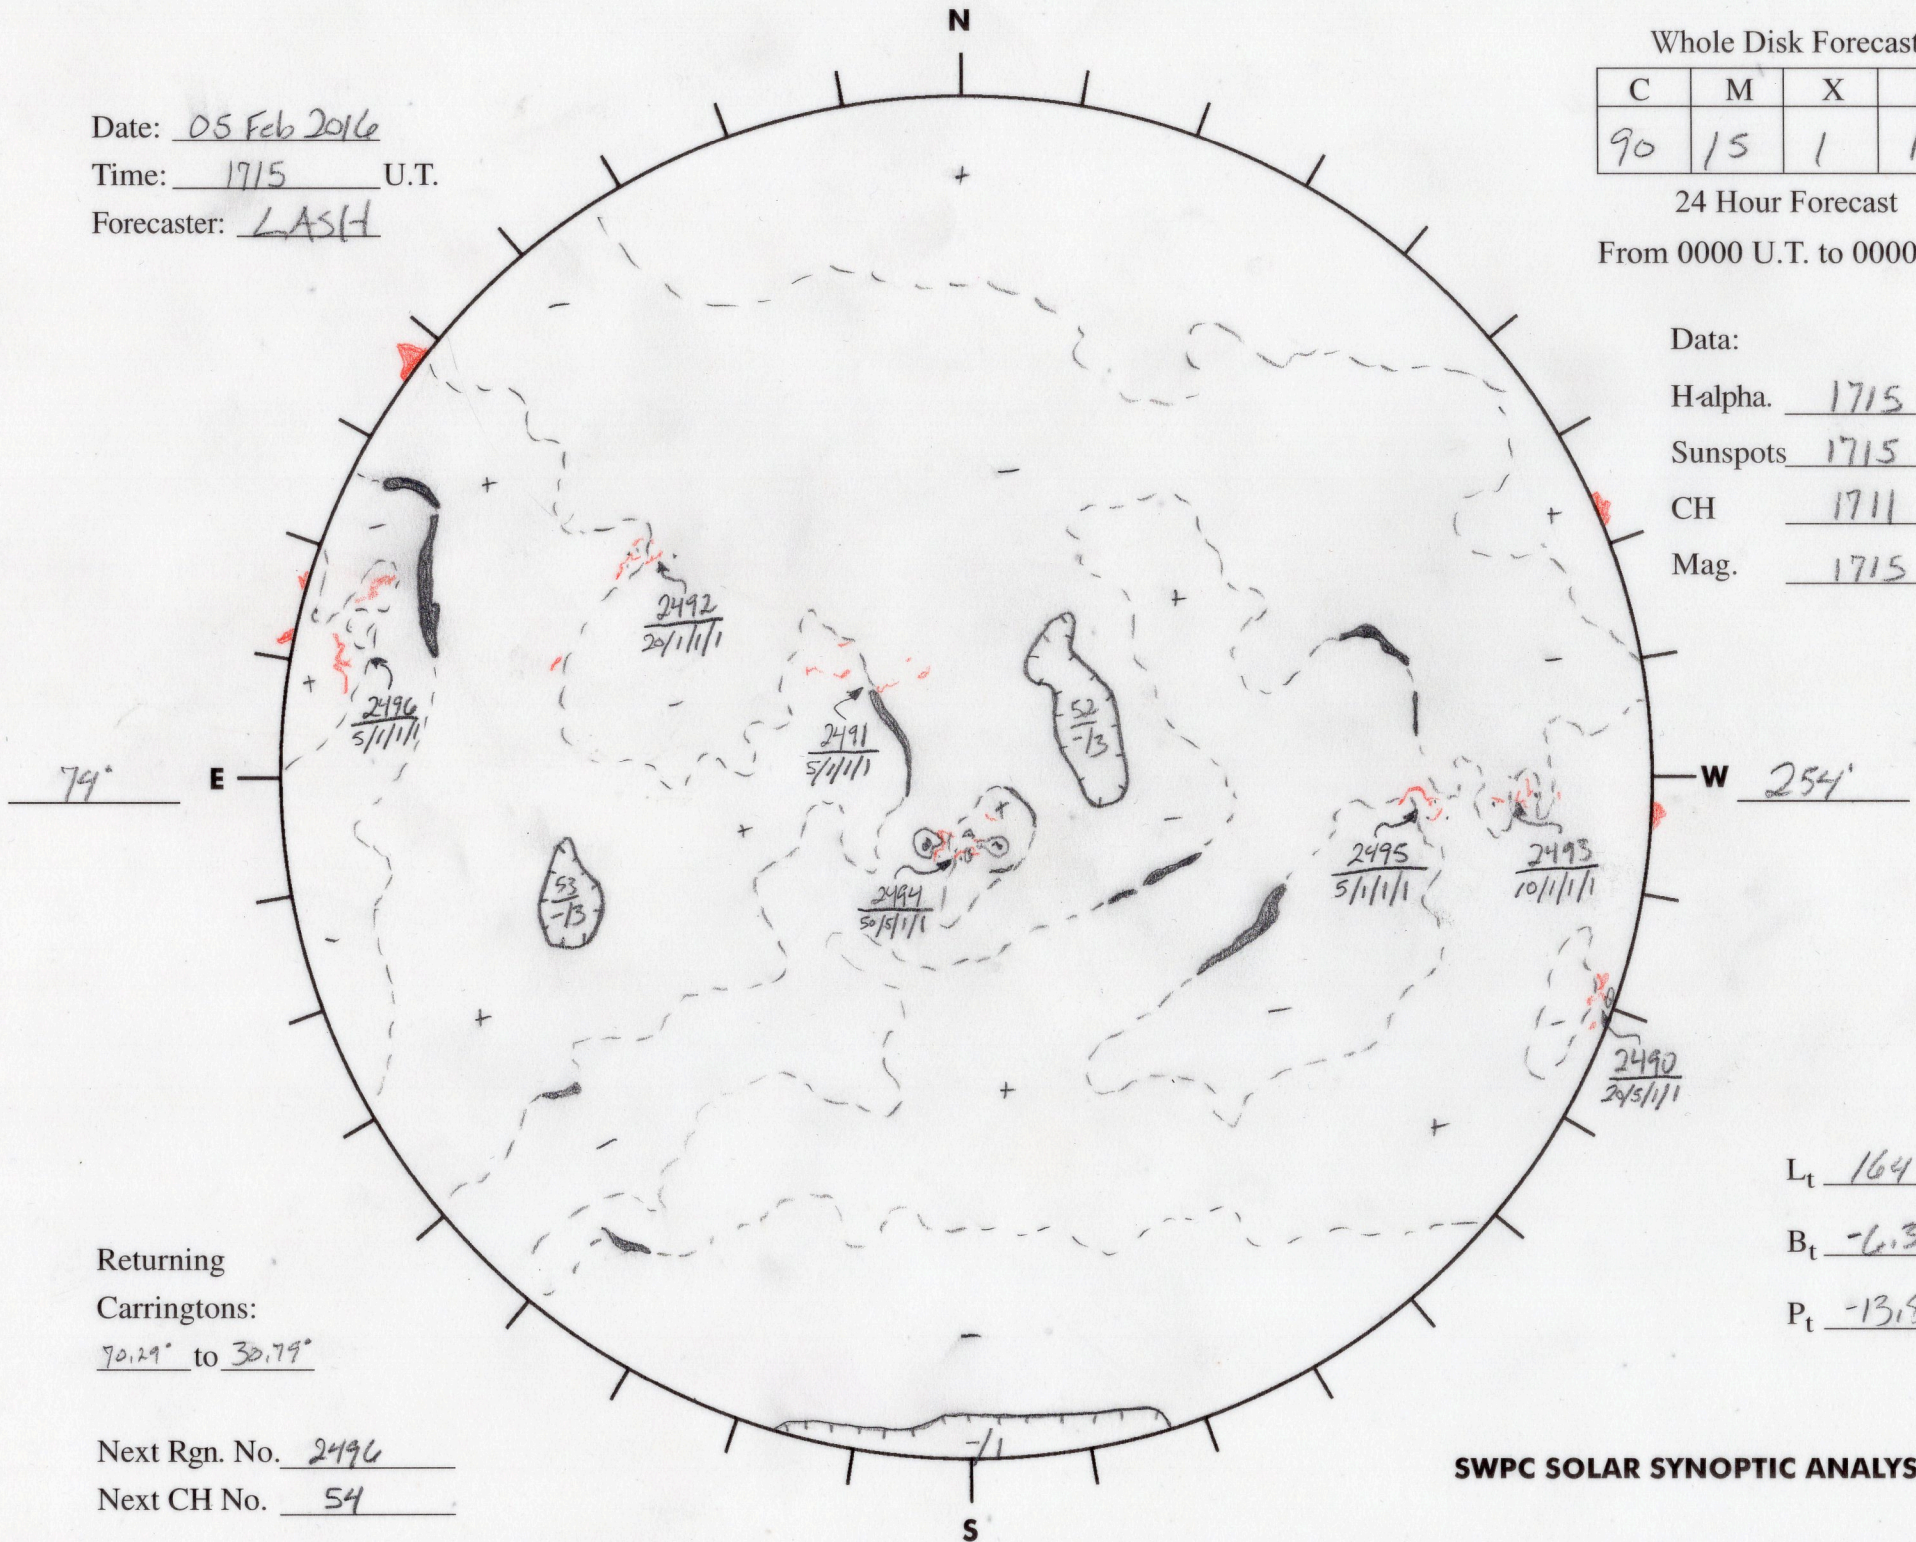 N
Whole Disk Forecast
C M X
90 15 1 1
24 Hour Forecast
From 0000 U.T. to 0000
Date: 05 Feb 2016
Time: 1715 U.T.
Forecaster: LASH
Data:
H-alpha. 1715
Sunspots 1715
CH 1711
Mag. 1715
+
-
-
+
-
+
+
-
+
2492
20/1/1/1
2496
5/1/1/1
-
2491
5/1/1/1
52
-/3
74°
E
W
254°
+
-
+
2494
50/5/1/1
2495
5/1/1/1
2493
10/1/1/1
53
-/3
-
+
-
-
2490
20/5/1/1
+
-
+
Lt 164
Bt -6.3
Pt -13.
Returning
Carringtons:
70.29° to 30.79°
-
-/1
Next Rgn. No. 2496
Next CH No. 54
SWPC SOLAR SYNOPTIC ANALYS
S